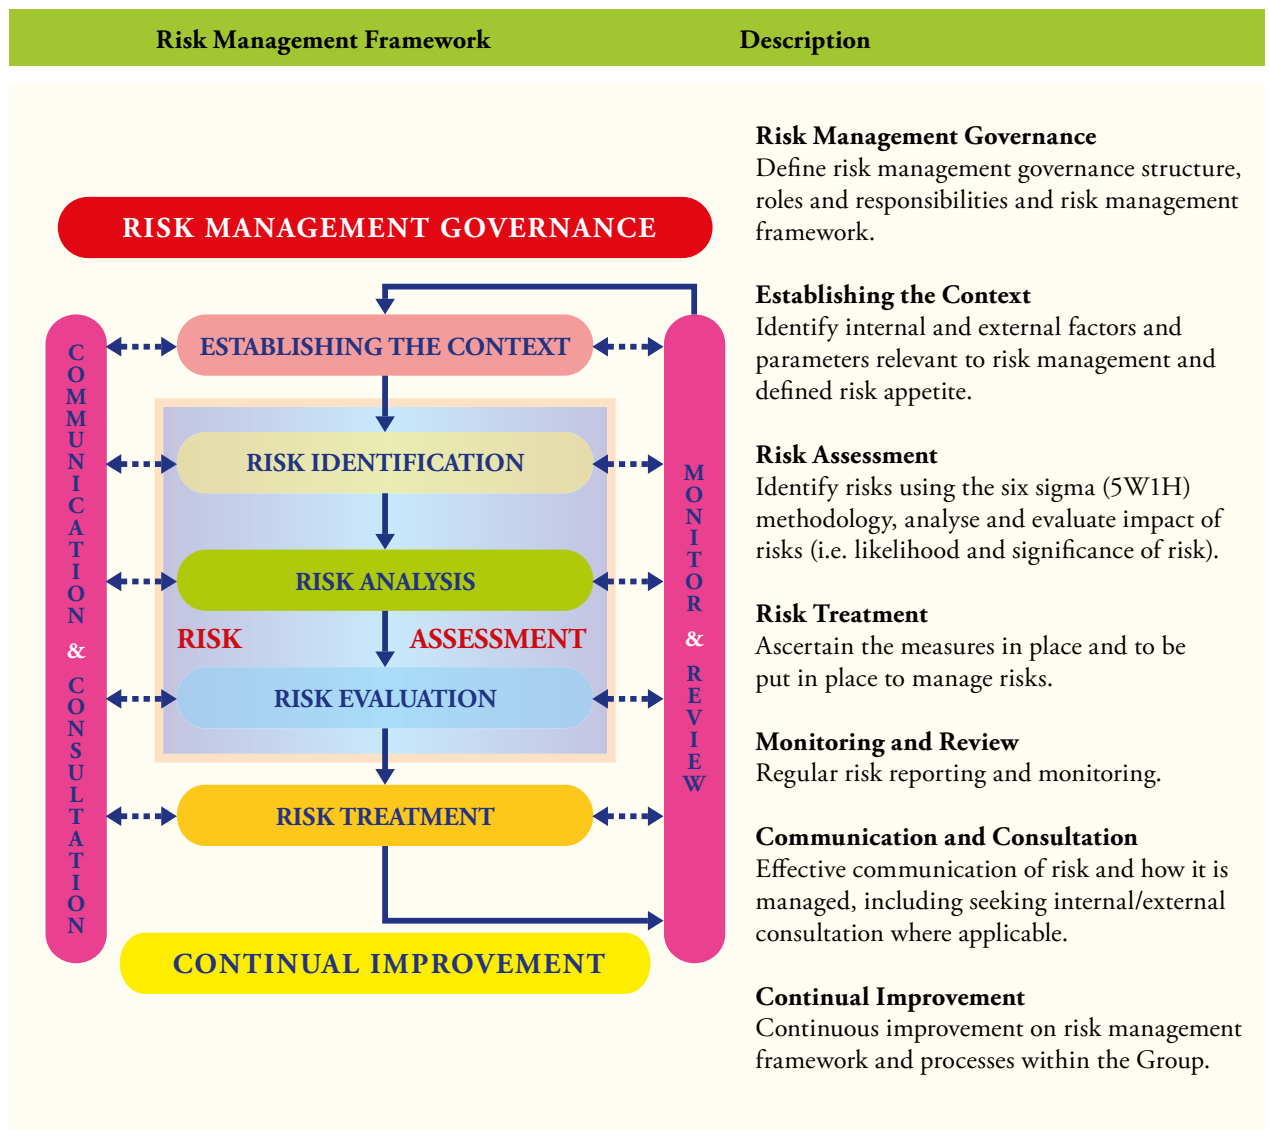 Risk Management Framework
Description
RISK MANAGEMENT GOVERNANCE
COMMUNICATION & CONSULTATION
ESTABLISHING THE CONTEXT
RISK IDENTIFICATION
RISK ANALYSIS
RISK ASSESSMENT
RISK EVALUATION
RISK TREATMENT
MONITOR & REVIEW
CONTINUAL IMPROVEMENT
Risk Management Governance
Define risk management governance structure,
roles and responsibilities and risk management
framework.
Establishing the Context
Identify internal and external factors and
parameters relevant to risk management and
defined risk appetite.
Risk Assessment
Identify risks using the six sigma (5W1H)
methodology, analyse and evaluate impact of
risks (i.e. likelihood and significance of risk).
Risk Treatment
Ascertain the measures in place and to be
put in place to manage risks.
Monitoring and Review
Regular risk reporting and monitoring.
Communication and Consultation
Effective communication of risk and how it is
managed, including seeking internal/external
consultation where applicable.
Continual Improvement
Continuous improvement on risk management
framework and processes within the Group.